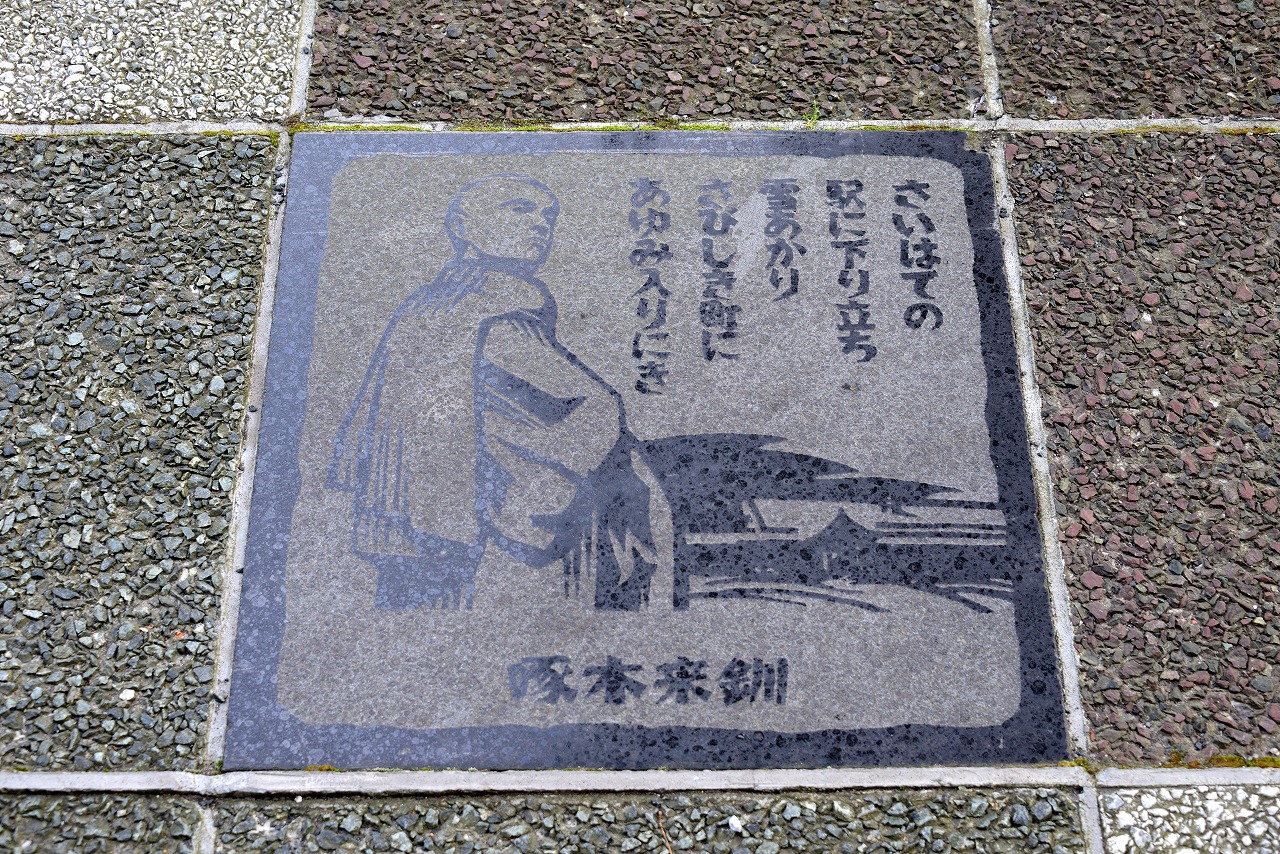 さいはての
駅に下り立ち
雪あかり
さびしき町に
あゆみ入りにき
啄木来釧